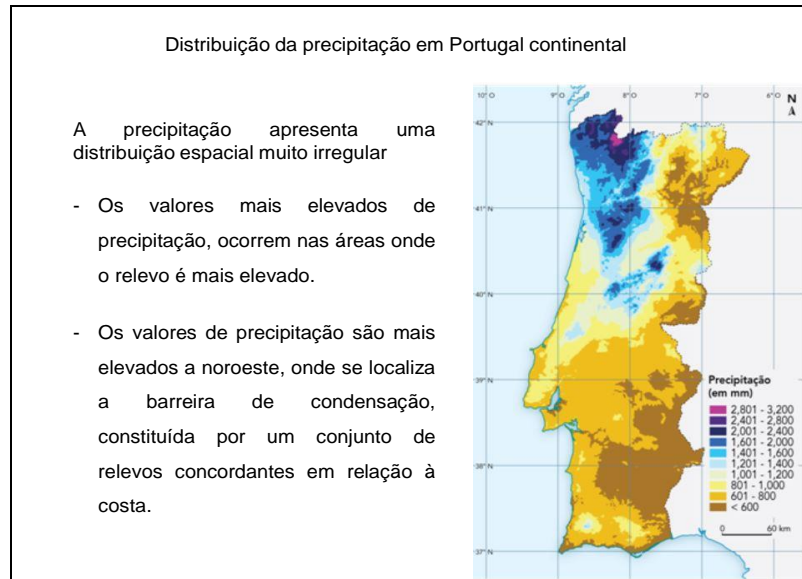 Distribuição da precipitação em Portugal continental
A precipitação apresenta uma
distribuição espacial muito irregular
- Os valores mais elevados de
precipitação, ocorrem nas áreas onde
o relevo é mais elevado.
- Os valores de precipitação são mais
elevados a noroeste, onde se localiza
a barreira de condensação,
constituída por um conjunto de
relevos concordantes em relação à
costa.
10° O 9° O 8° O 7° O 6° O
N
42° N
41° N
40° N
39° N
38° N
37° N
Precipitação
(em mm)
2,801 - 3,200
2,401 - 2,800
2,001 - 2,400
1,601 - 2,000
1,401 - 1,600
1,201 - 1,400
1,001 - 1,200
801 - 1,000
601 - 800
< 600
0 60 km